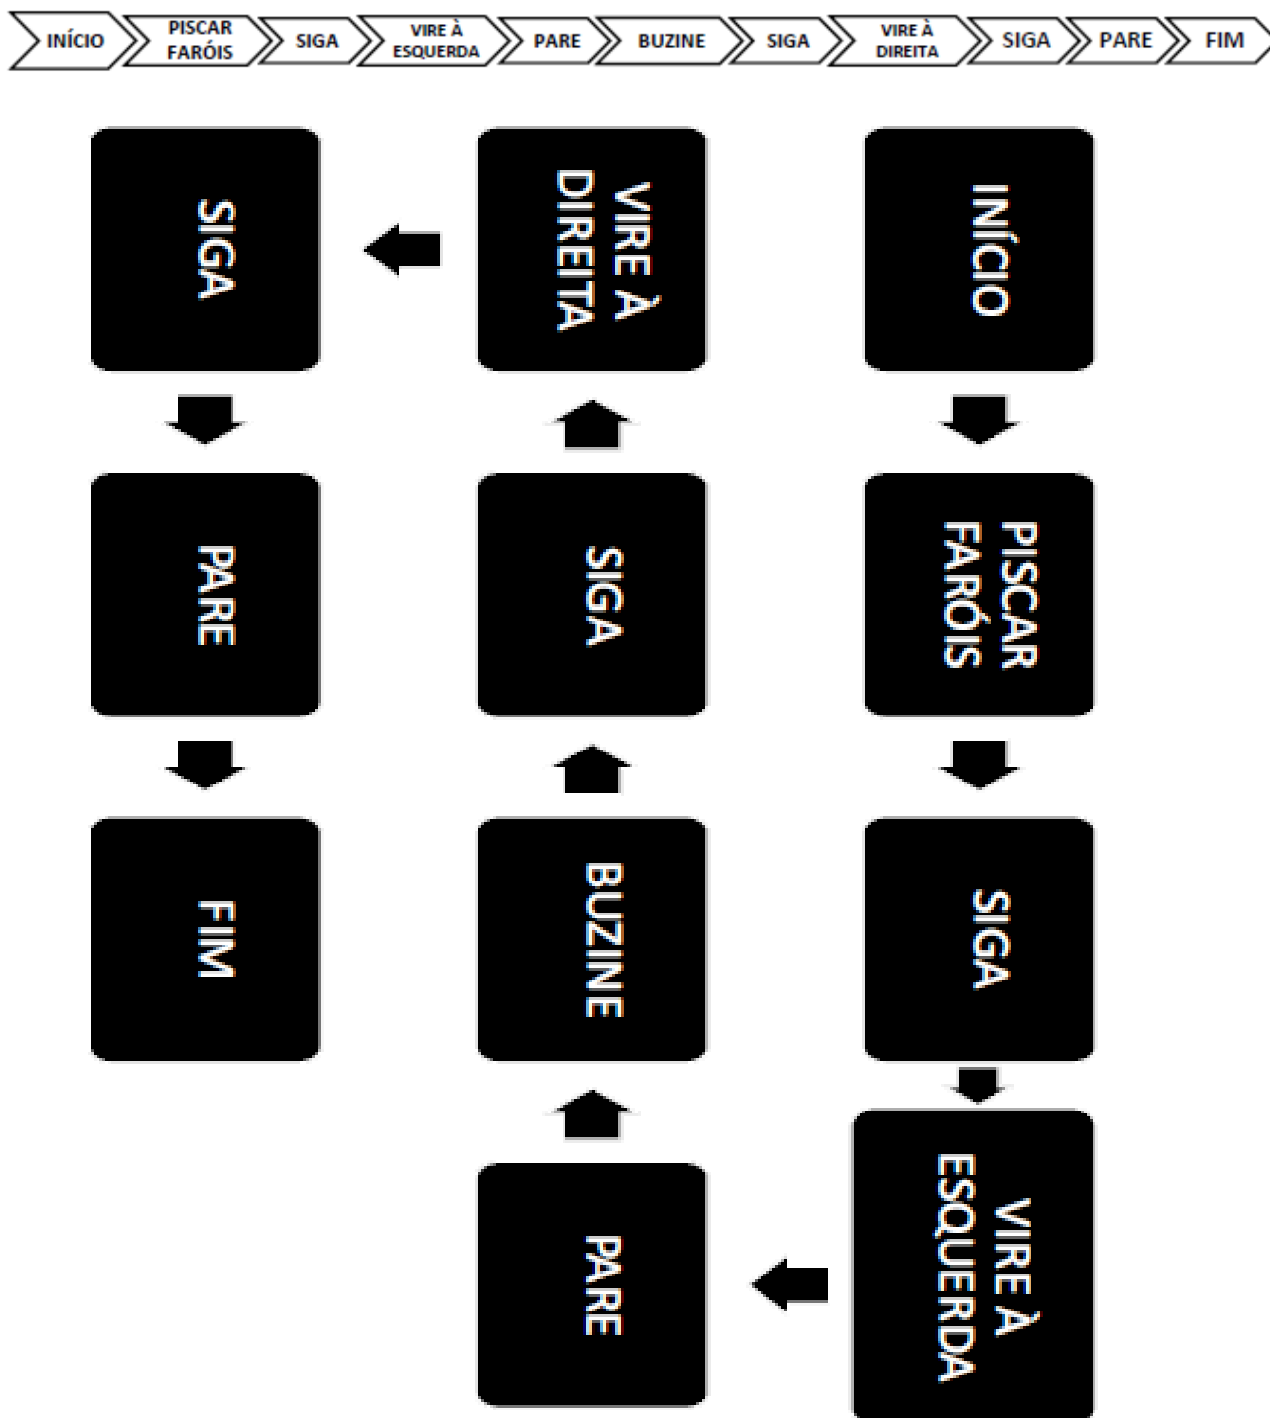 INÍCIO
PISCAR
FARÓIS
SIGA
VIRE À
ESQUERDA
PARE
BUZINE
SIGA
VIRE À
DIREITA
SIGA
PARE
FIM
INÍCIO
PISCAR
FARÓIS
SIGA
VIRE À
ESQUERDA
PARE
BUZINE
SIGA
VIRE À
DIREITA
SIGA
PARE
FIM